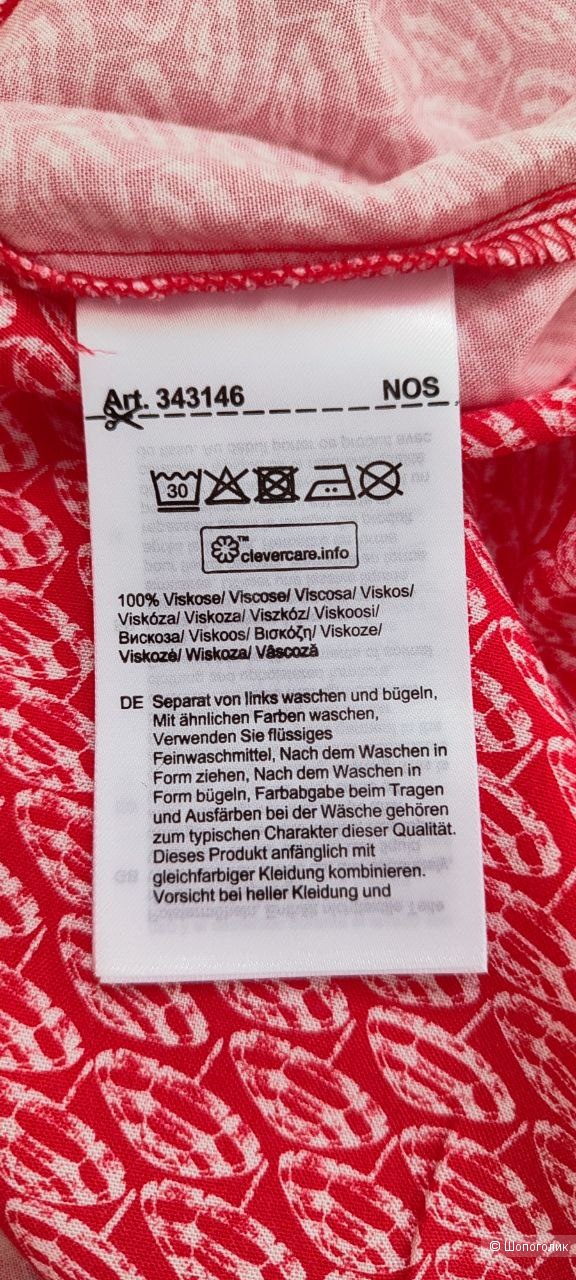 Art. 343146 NOS
30
clevercare.info
100% Viskose/ Viscose/ Viscosa/ Viskos/
Viskóza/ Viskoza/ Viszkóz/ Viskoosi/
Вискоза/ Viskoos/ Βισκόζη/ Viskoze/
Viskozė/ Wiskoza/ Vâscoză
DE Separat von links waschen und bügeln,
Mit ähnlichen Farben waschen,
Verwenden Sie flüssiges
Feinwaschmittel, Nach dem Waschen in
Form ziehen, Nach dem Waschen in
Form bügeln, Farbabgabe beim Tragen
und Ausfärben bei der Wäsche gehören
zum typischen Charakter dieser Qualität.
Dieses Produkt anfänglich mit
gleichfarbiger Kleidung kombinieren.
Vorsicht bei heller Kleidung und
© Шопоголик